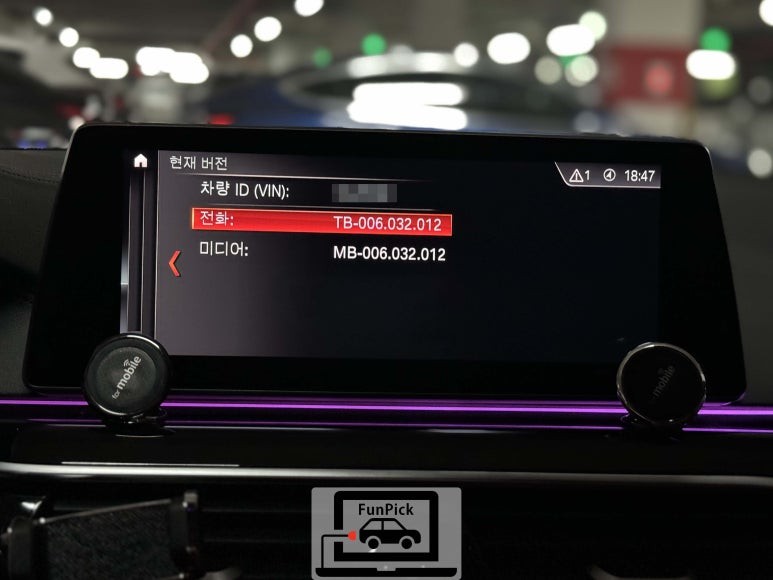 현재 버전
1 18:47
차량 ID (VIN):
전화: TB-006.032.012
미디어: MB-006.032.012
for mobile
mobile
FunPick